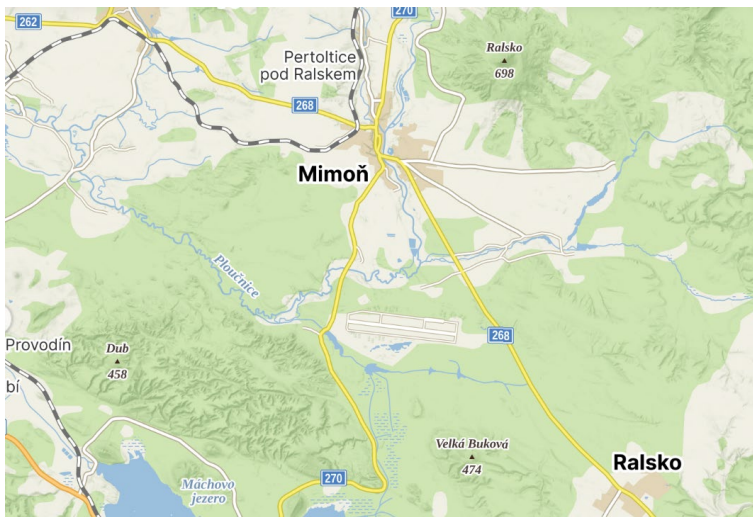 270
262
Ralsko
698
Pertoltice
pod Ralskem
268
Mimoň
Ploučnice
268
Provodín
Dub
458
bí
Velká Buková
474
Ralsko
Máchovo
jezero
270